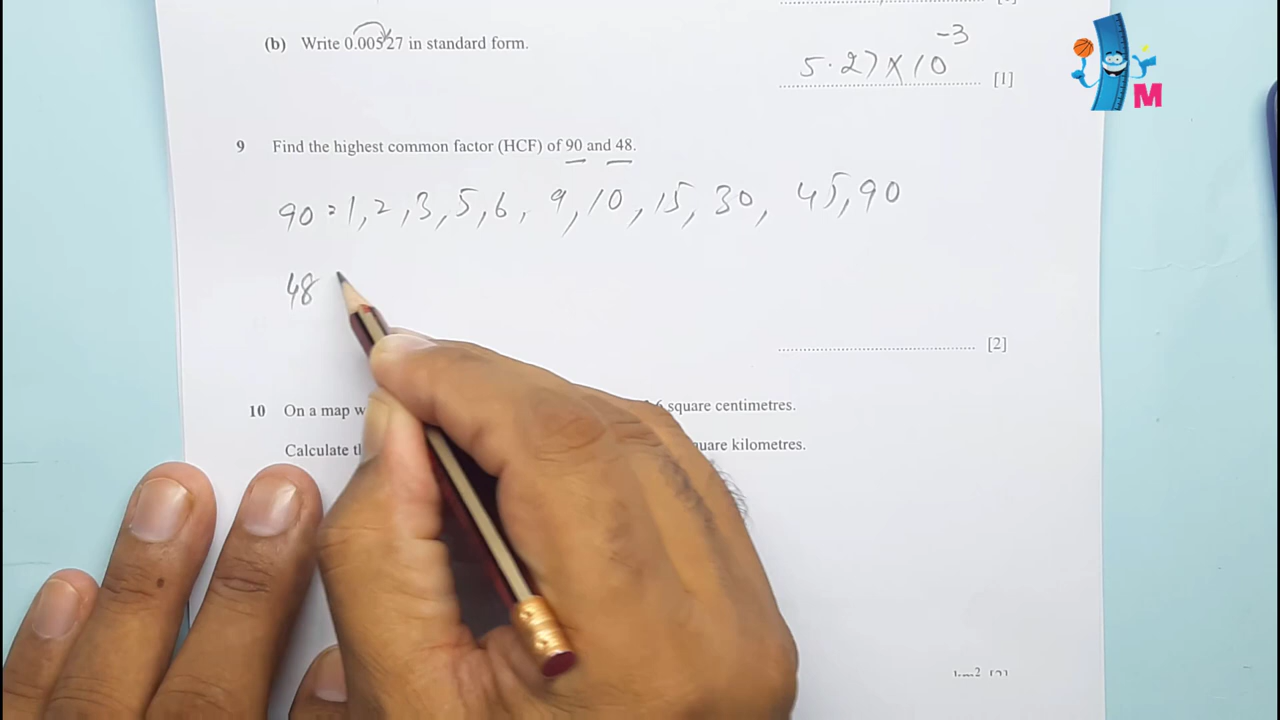 (b) Write 0.00527 in standard form.
5.27×10⁻³
[1]
9 Find the highest common factor (HCF) of 90 and 48.
90 = 1, 2, 3, 5, 6, 9, 10, 15, 30, 45, 90
48
[2]
10 On a map square centimetres.
Calculate kilometres.
M